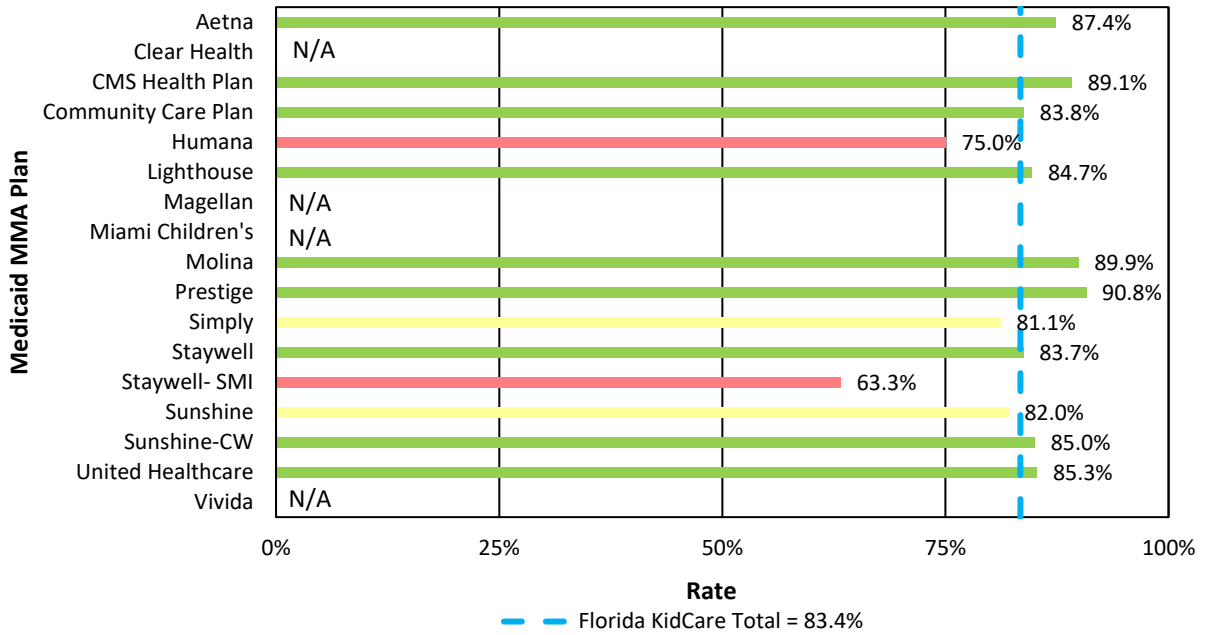 Medicaid MMA Plan
Aetna 87.4%
Clear Health N/A
CMS Health Plan 89.1%
Community Care Plan 83.8%
Humana 75.0%
Lighthouse 84.7%
Magellan N/A
Miami Children's N/A
Molina 89.9%
Prestige 90.8%
Simply 81.1%
Staywell 83.7%
Staywell- SMI 63.3%
Sunshine 82.0%
Sunshine-CW 85.0%
United Healthcare 85.3%
Vivida N/A
0% 25% 50% 75% 100%
Rate
Florida KidCare Total = 83.4%